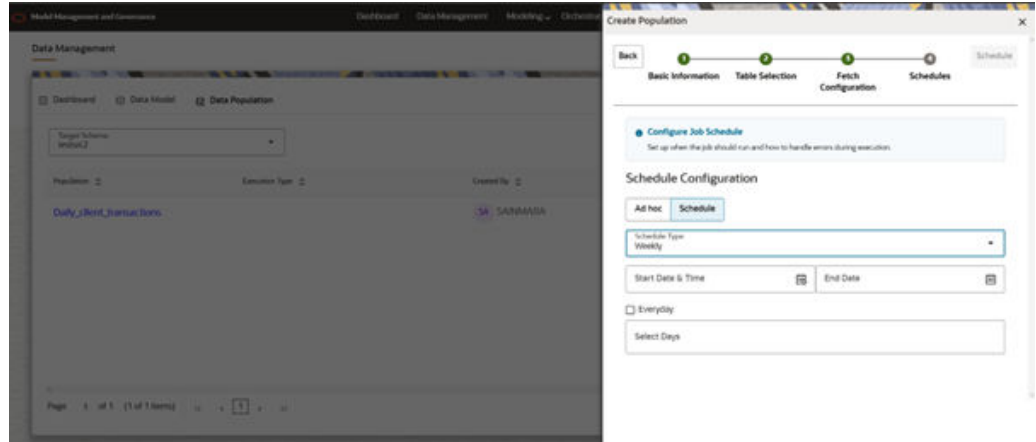 Model Management and Governance
Dashboard Data Management Modeling
Create Population
Data Management
Back
1 2 3 4
Schedule
Basic Information Table Selection Fetch Configuration Schedules
Dashboard Data Model Data Population
Configure Job Schedule
Set up when the job should run and how to handle errors during execution.
Target Schema
Schedule Configuration
Ad hoc Schedule
Population Execution Type Created By
Daily_client_transactions SA
Schedule Type
Weekly
Start Date & Time End Date
Everyday
Select Days
Page 1 of 1 (1 of 1 items) 1